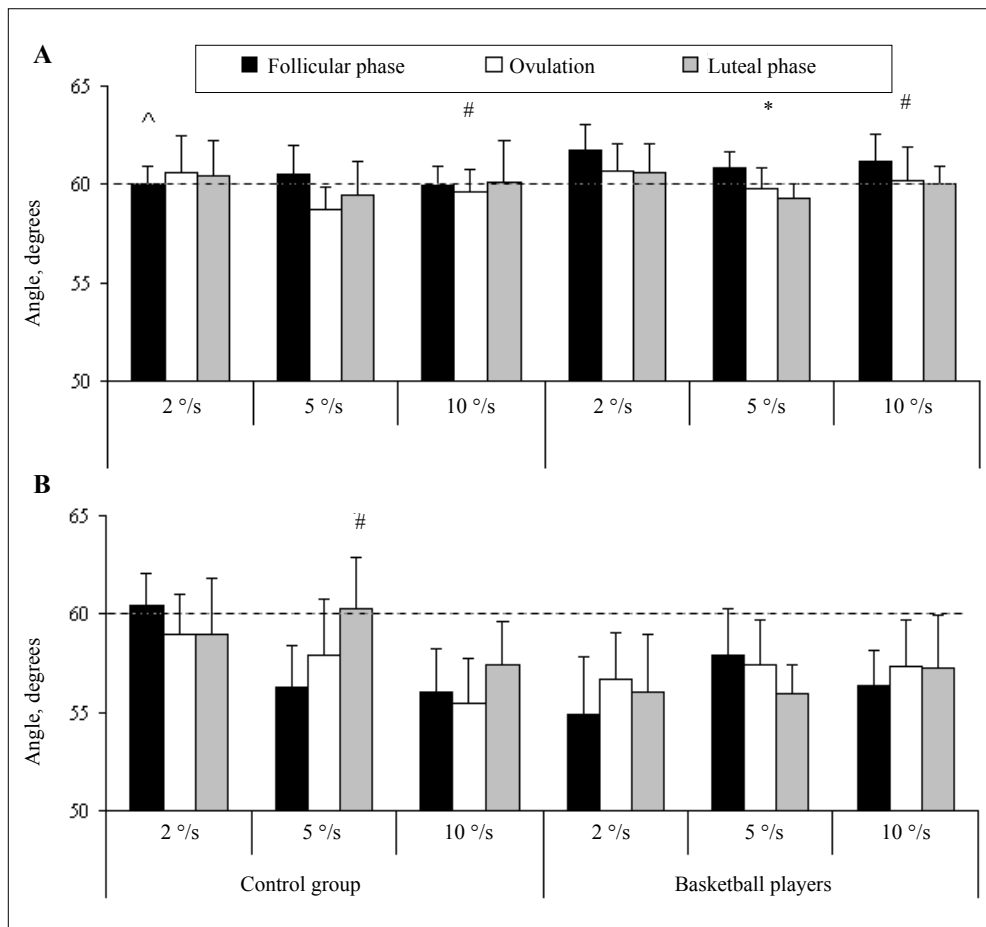 A
Follicular phase Ovulation Luteal phase
65
^ # * #
60
55
50
Angle, degrees
2 °/s 5 °/s 10 °/s 2 °/s 5 °/s 10 °/s
B
65
#
60
55
50
Angle, degrees
2 °/s 5 °/s 10 °/s 2 °/s 5 °/s 10 °/s
Control group Basketball players